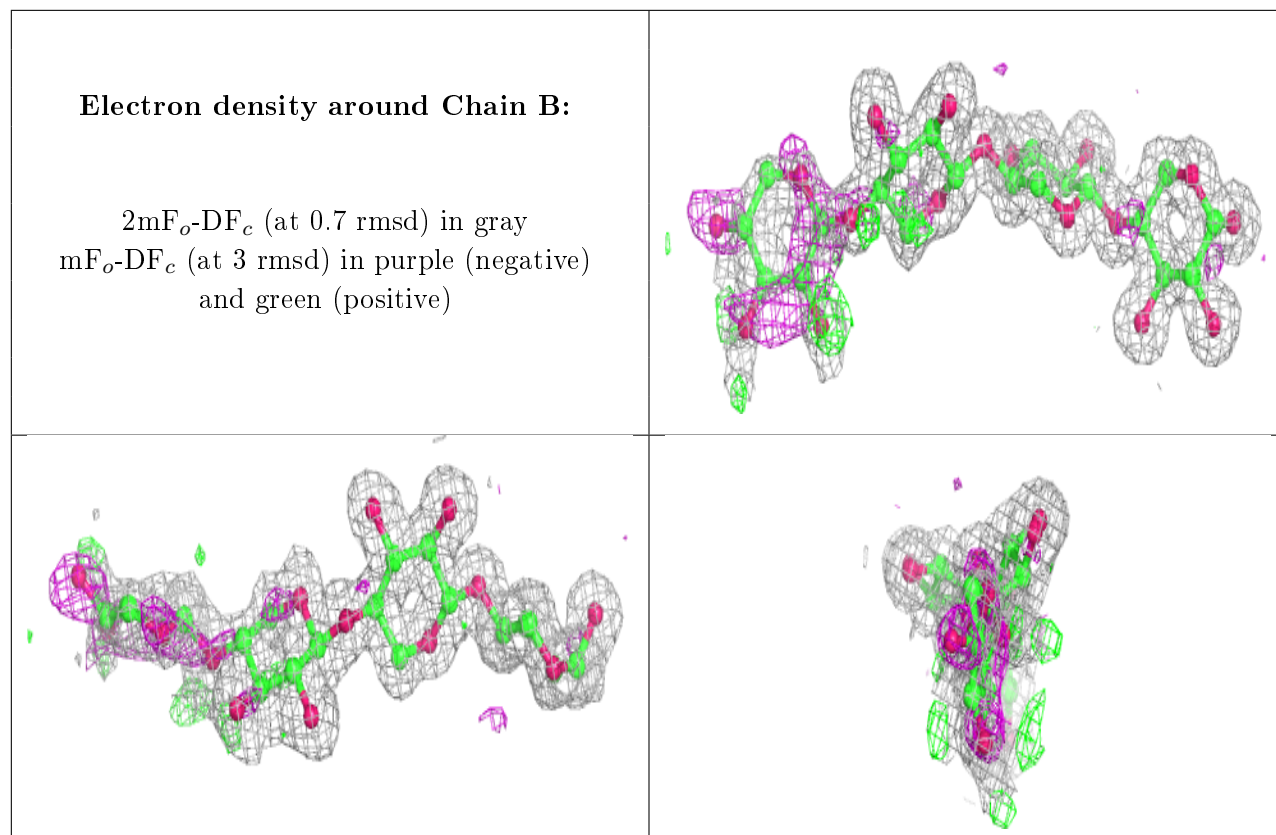 Electron density around Chain B:
2mFₒ-DF𝒸 (at 0.7 rmsd) in gray
mFₒ-DF𝒸 (at 3 rmsd) in purple (negative)
and green (positive)